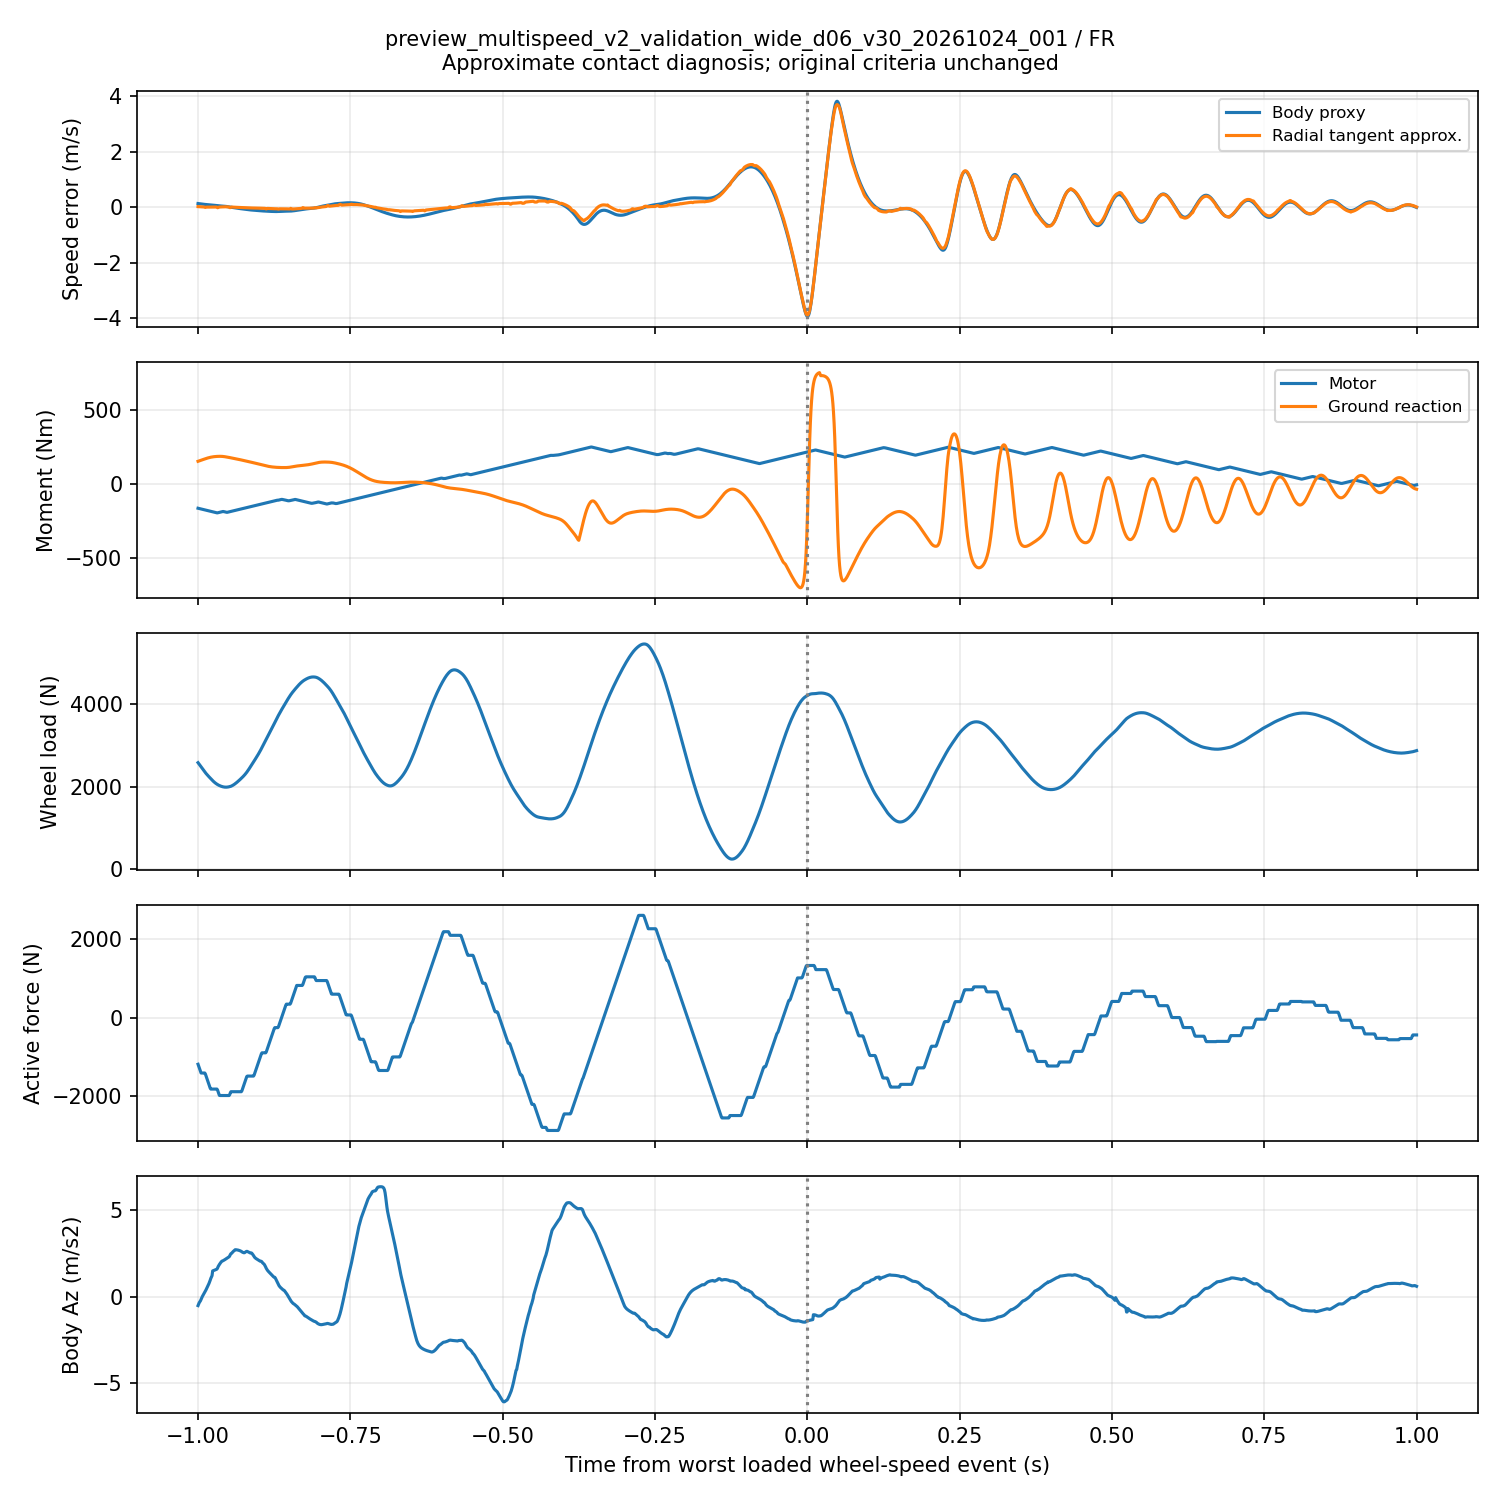 preview_multispeed_v2_validation_wide_d06_v30_20261024_001 / FR
Approximate contact diagnosis; original criteria unchanged
Speed error (m/s)
4
2
0
−2
−4
Body proxy
Radial tangent approx.
Moment (Nm)
500
0
−500
Motor
Ground reaction
Wheel load (N)
4000
2000
0
Active force (N)
2000
0
−2000
Body Az (m/s2)
5
0
−5
−1.00 −0.75 −0.50 −0.25 0.00 0.25 0.50 0.75 1.00
Time from worst loaded wheel-speed event (s)